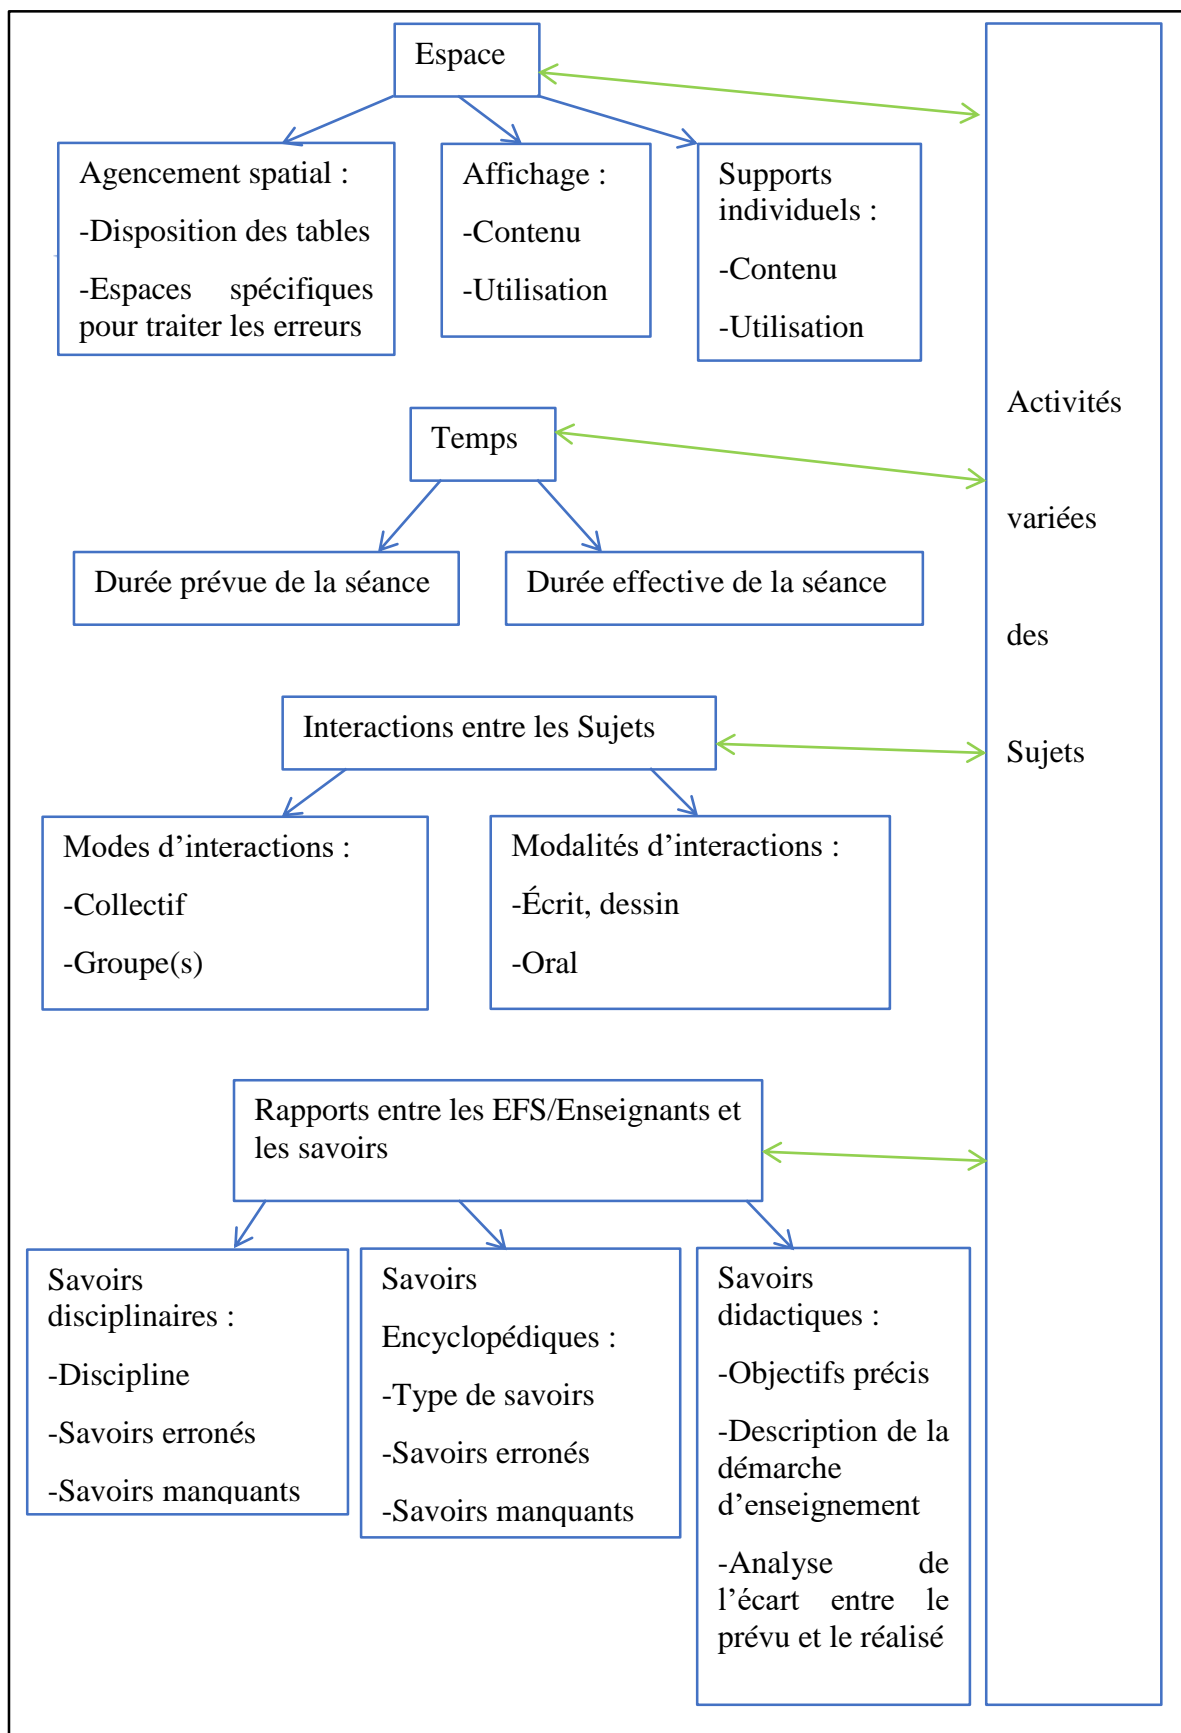 Espace
Agencement spatial :
-Disposition des tables
-Espaces spécifiques
pour traiter les erreurs
Affichage :
-Contenu
-Utilisation
Supports
individuels :
-Contenu
-Utilisation
Temps
Durée prévue de la séance
Durée effective de la séance
Interactions entre les Sujets
Modes d’interactions :
-Collectif
-Groupe(s)
Modalités d’interactions :
-Écrit, dessin
-Oral
Rapports entre les EFS/Enseignants et
les savoirs
Savoirs
disciplinaires :
-Discipline
-Savoirs erronés
-Savoirs manquants
Savoirs
Encyclopédiques :
-Type de savoirs
-Savoirs erronés
-Savoirs manquants
Savoirs
didactiques :
-Objectifs précis
-Description de la
démarche
d’enseignement
-Analyse de
l’écart entre le
prévu et le réalisé
Activités
variées
des
Sujets